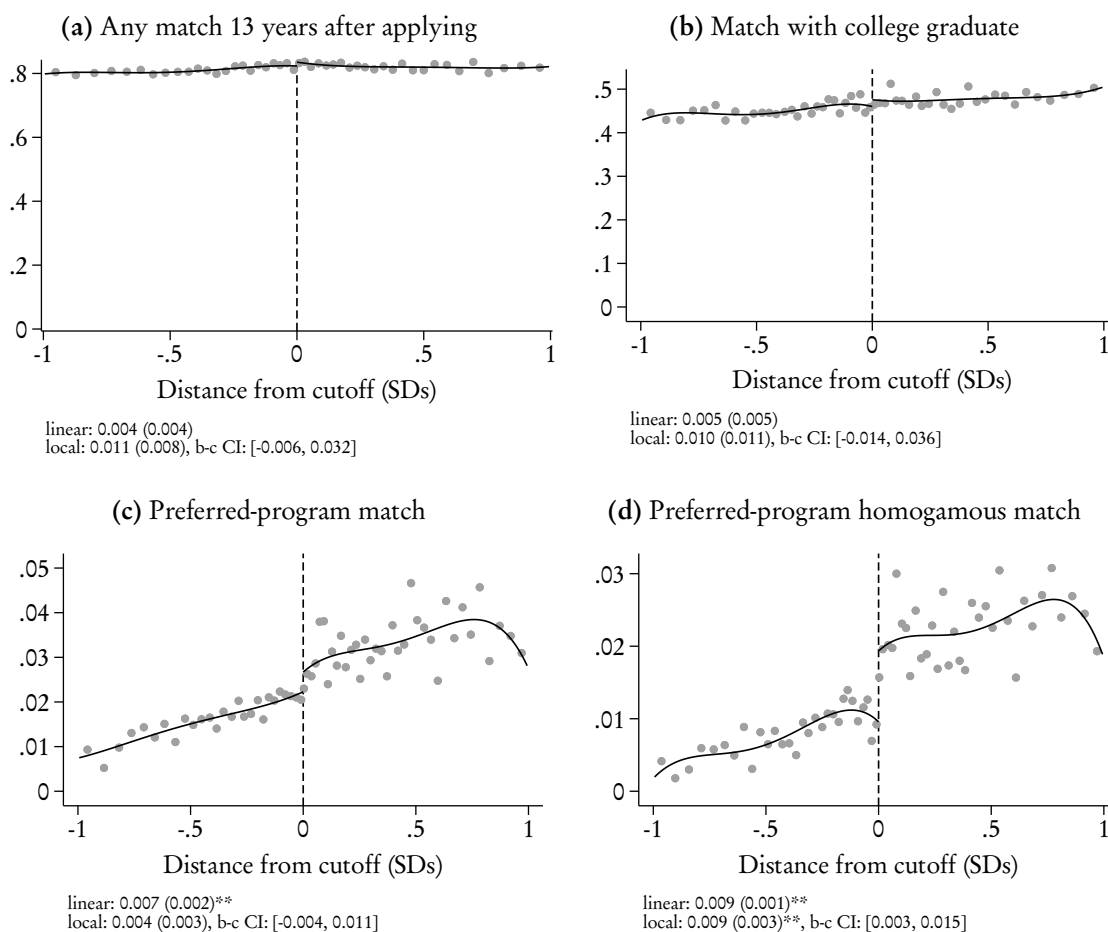 (a) Any match 13 years after applying
.8
.6
.4
.2
0
-1 -.5 0 .5 1
Distance from cutoff (SDs)
linear: 0.004 (0.004)
local: 0.011 (0.008), b-c CI: [-0.006, 0.032]
(b) Match with college graduate
.5
.4
.3
.2
.1
0
-1 -.5 0 .5 1
Distance from cutoff (SDs)
linear: 0.005 (0.005)
local: 0.010 (0.011), b-c CI: [-0.014, 0.036]
(c) Preferred-program match
.05
.04
.03
.02
.01
0
-1 -.5 0 .5 1
Distance from cutoff (SDs)
linear: 0.007 (0.002)**
local: 0.004 (0.003), b-c CI: [-0.004, 0.011]
(d) Preferred-program homogamous match
.03
.02
.01
0
-1 -.5 0 .5 1
Distance from cutoff (SDs)
linear: 0.009 (0.001)**
local: 0.009 (0.003)**, b-c CI: [0.003, 0.015]